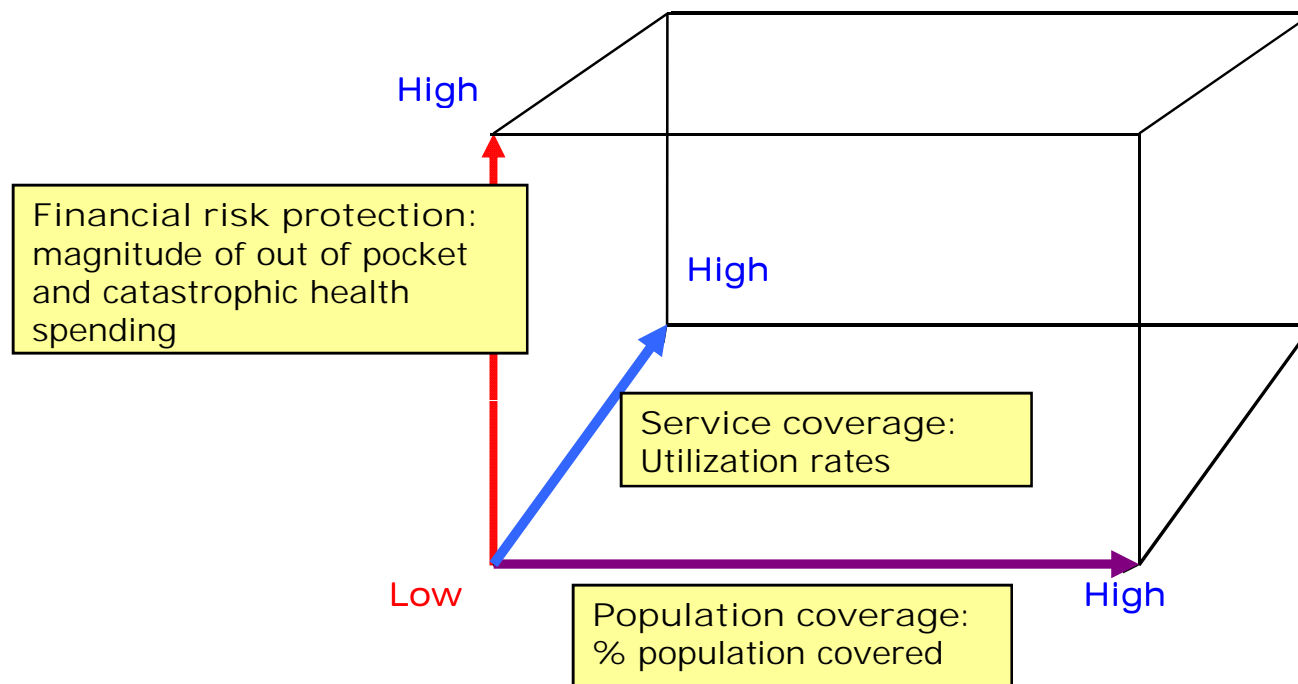 High
Financial risk protection:
magnitude of out of pocket
and catastrophic health
spending
High
Service coverage:
Utilization rates
Low
High
Population coverage:
% population covered